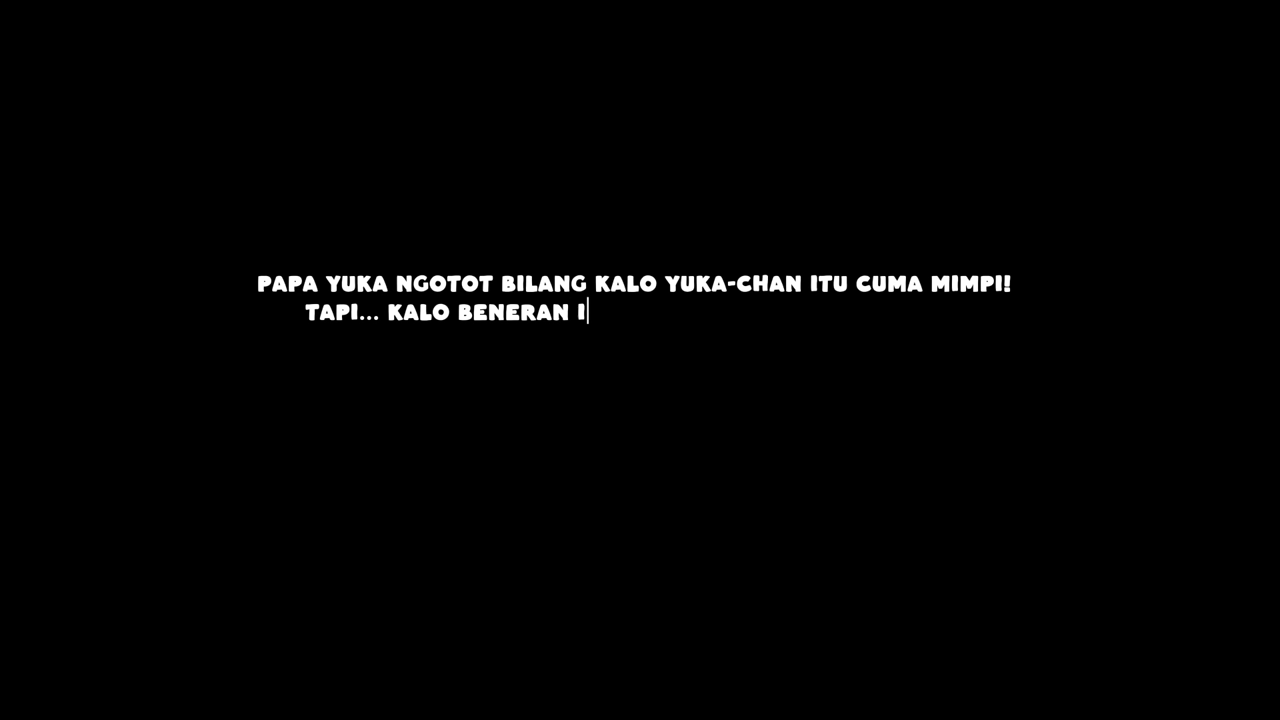 PAPA YUKA NGOTOT BILANG KALO YUKA-CHAN ITU CUMA MIMPI!
TAPI... KALO BENERAN I